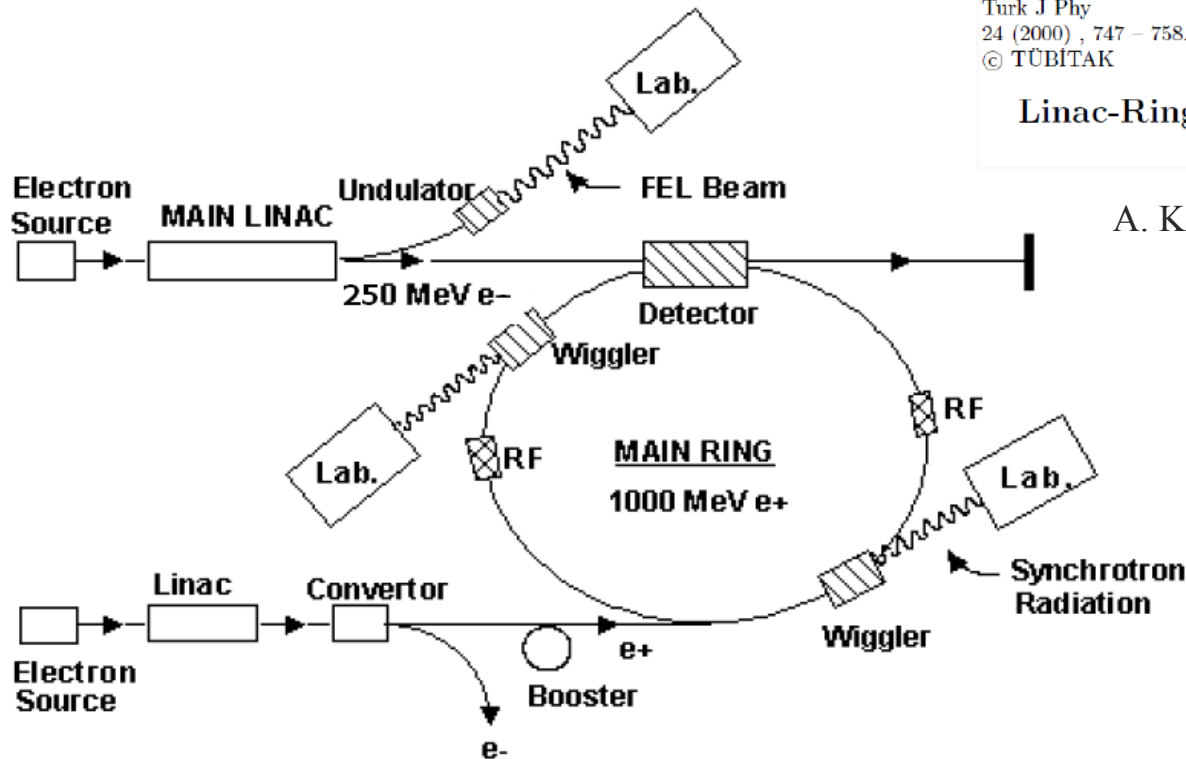 Turk J Phy
24 (2000) , 747 – 758.
© TÜBİTAK
Linac-Ring
A. K
Lab.
Electron
Source
MAIN LINAC
Undulator
FEL Beam
250 MeV e–
Detector
Wiggler
Lab.
RF
MAIN RING
1000 MeV e+
RF
Lab.
Synchrotron
Radiation
Wiggler
Linac
Convertor
Electron
Source
e+
Booster
e-